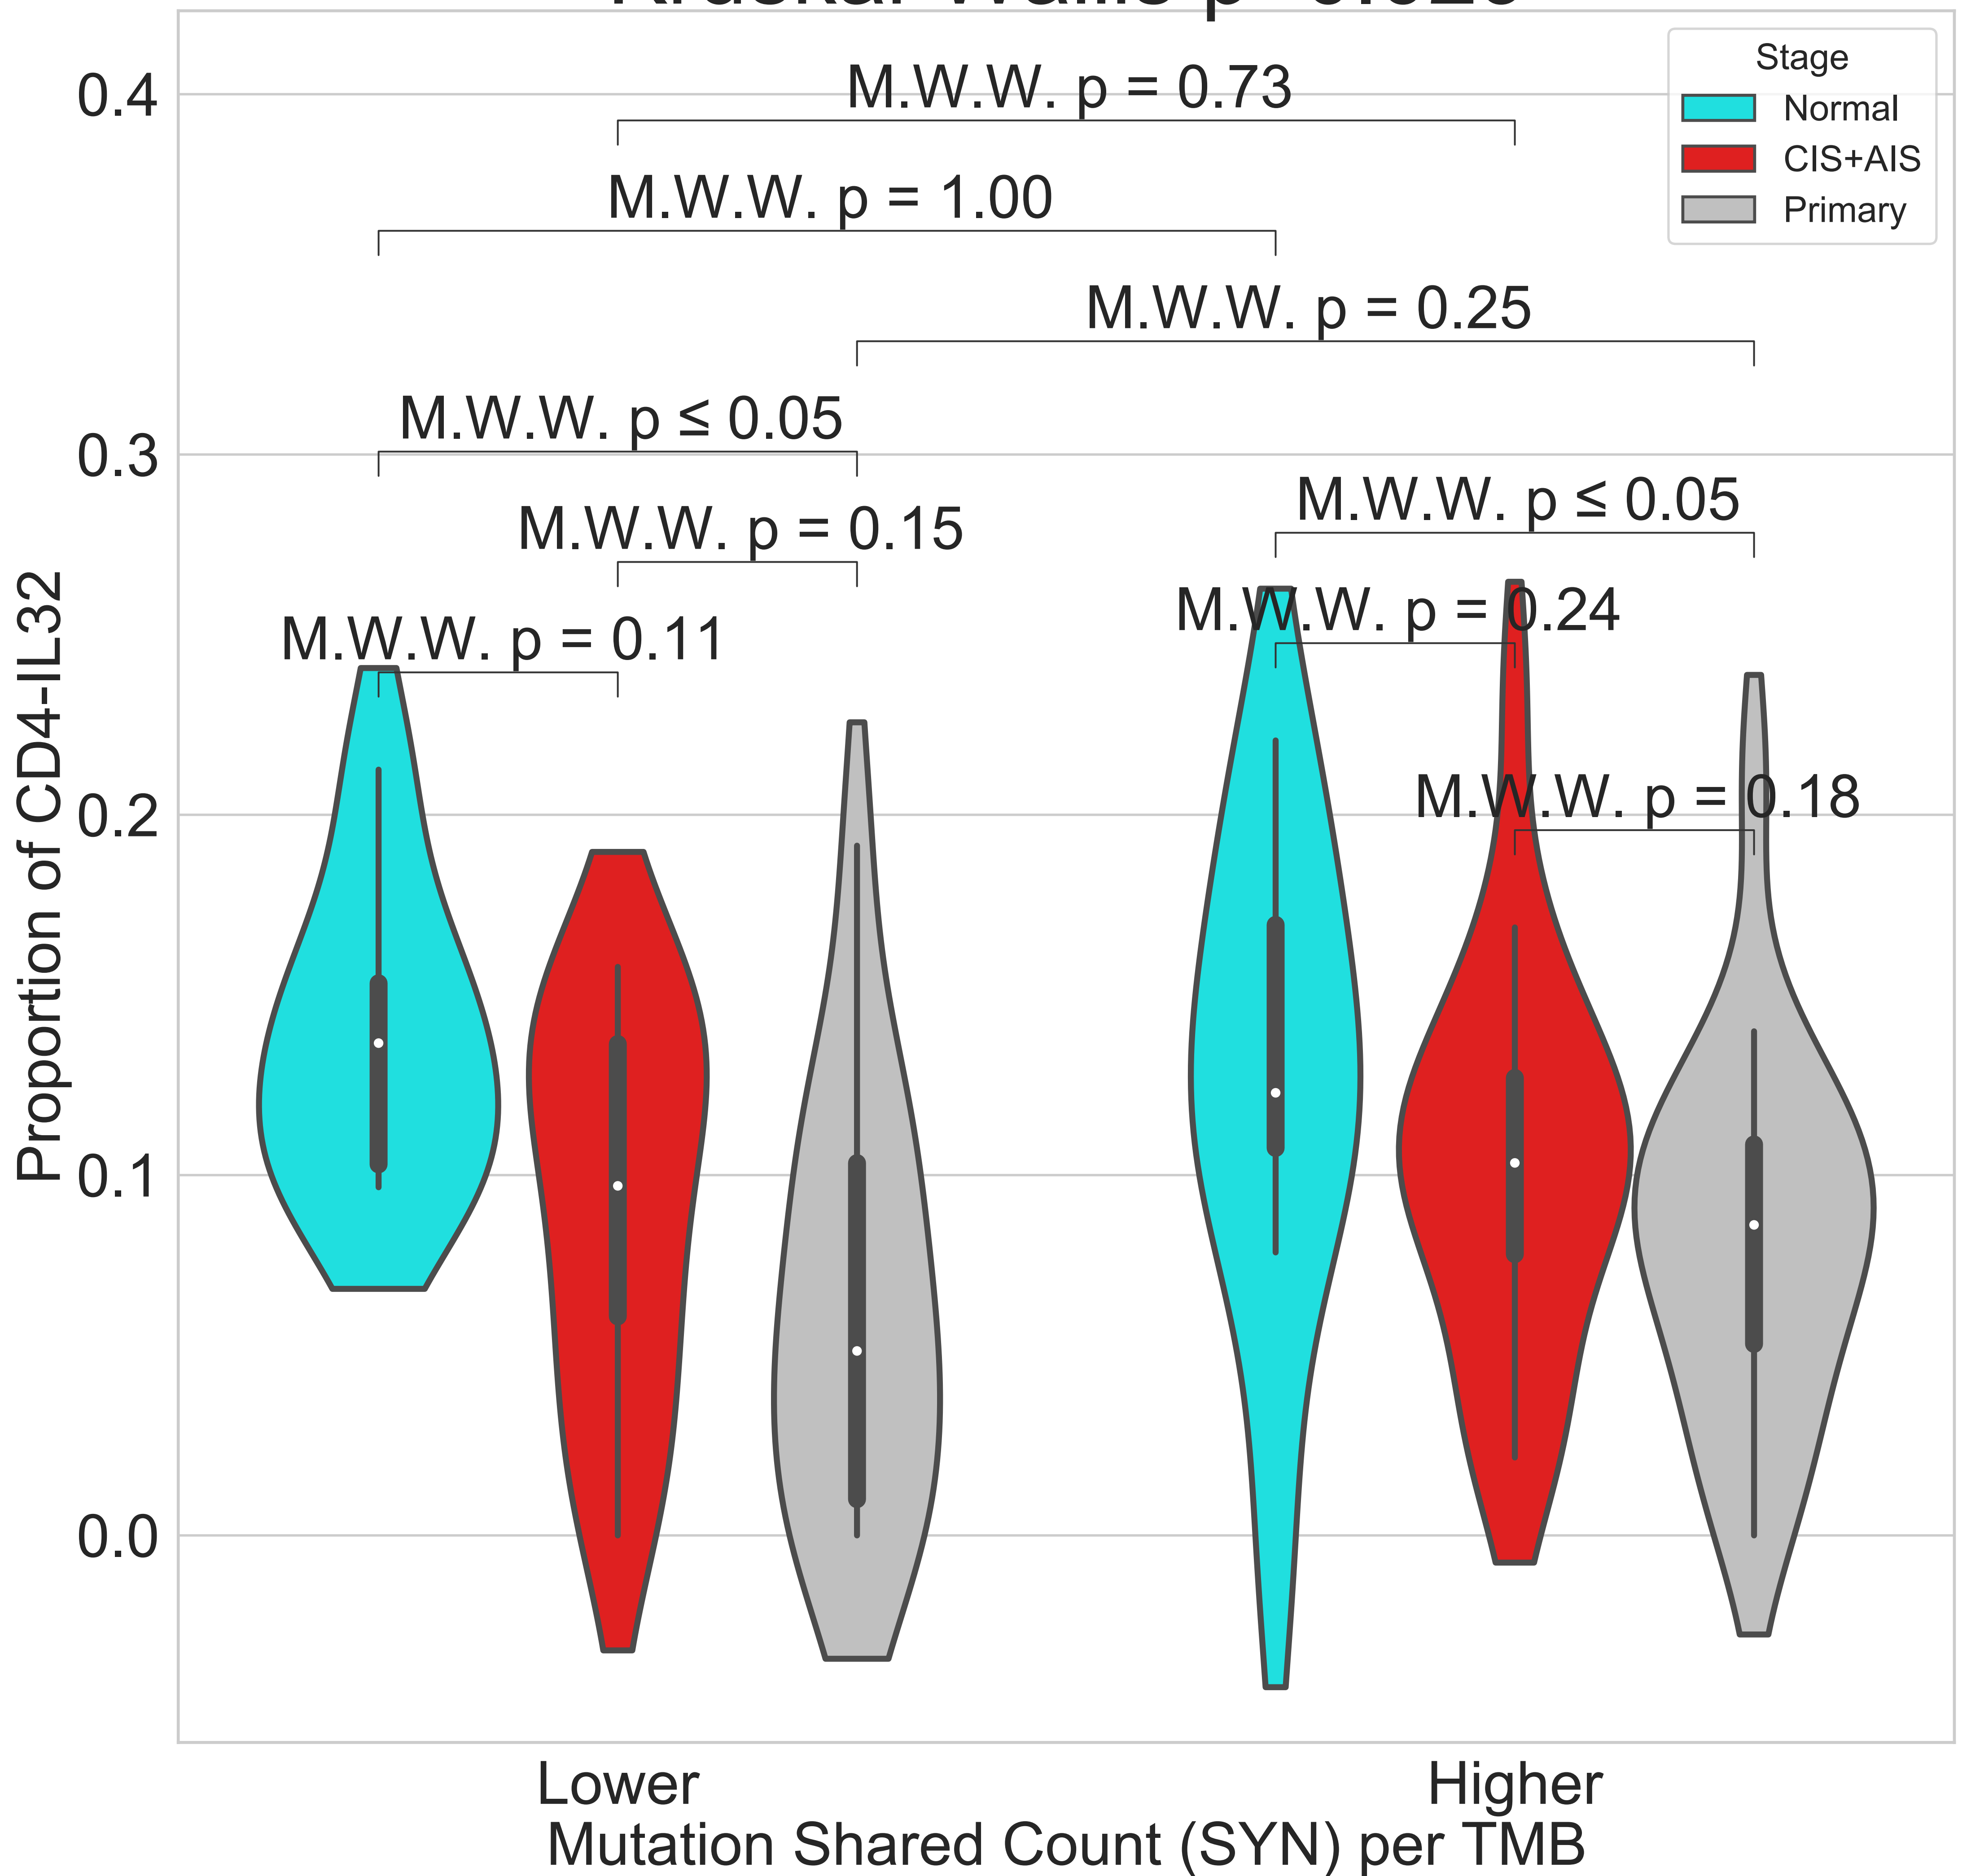 Stage
Normal
CIS+AIS
Primary
M.W.W. p = 0.73
M.W.W. p = 1.00
M.W.W. p = 0.25
M.W.W. p ≤ 0.05
M.W.W. p ≤ 0.05
M.W.W. p = 0.15
M.W.W. p = 0.24
M.W.W. p = 0.11
M.W.W. p = 0.18
0.4
0.3
0.2
0.1
0.0
Proportion of CD4-IL32
Lower
Higher
Mutation Shared Count (SYN) per TMB